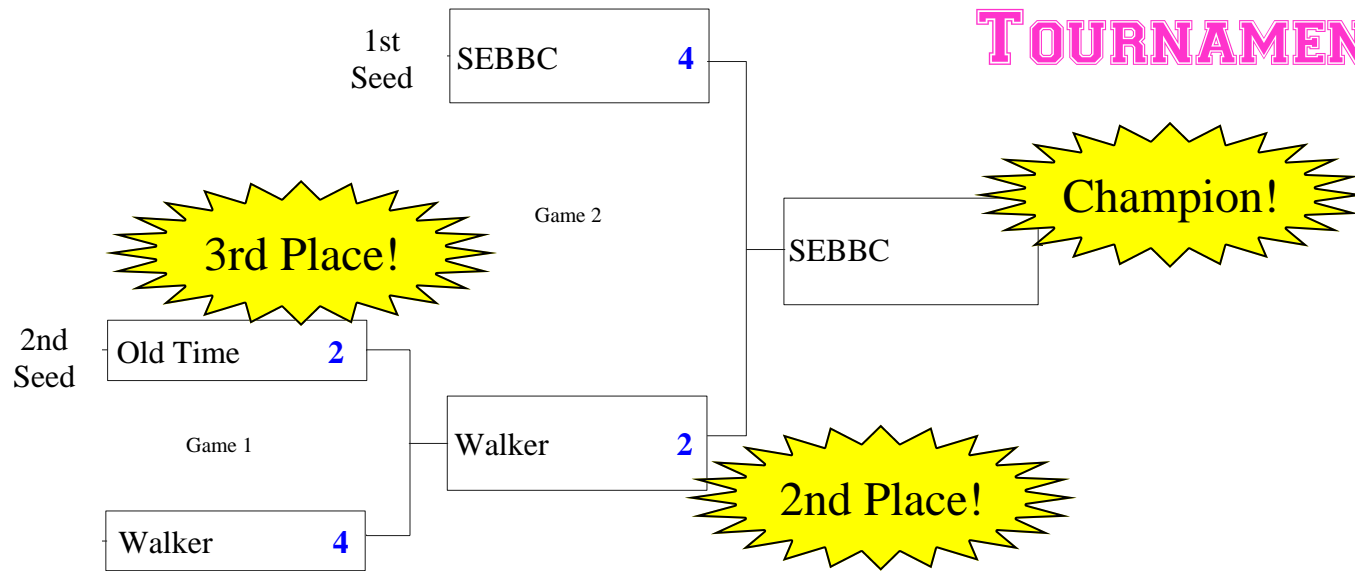 TOURNAMEN
1st
Seed
SEBBC 4
Champion!
Game 2
3rd Place!
SEBBC
2nd
Seed
Old Time 2
Game 1
Walker 2
2nd Place!
Walker 4